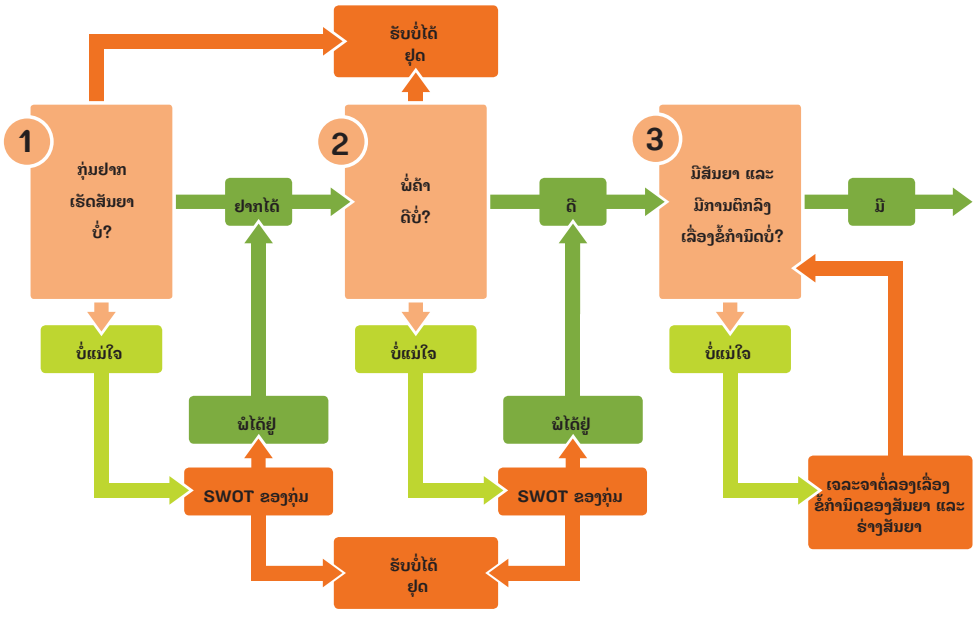 ຮັບບໍ່ໄດ້
ຢຸດ
1
ກຸ່ມຢາກ
ເຮັດສັນຍາ
ບໍ່?
ຢາກໄດ້
2
ພໍ່ຄ້າ
ດີບໍ່?
ດີ
3
ມີສັນຍາ ແລະ
ມີການຕົກລົງ
ເລື່ອງຂໍ້ກຳນົດບໍ່?
ມີ
ບໍ່ແນ່ໃຈ
ບໍ່ແນ່ໃຈ
ບໍ່ແນ່ໃຈ
ພໍໄດ້ຢູ່
ພໍໄດ້ຢູ່
SWOT ຂອງກຸ່ມ
SWOT ຂອງກຸ່ມ
ເຈລະຈາຕໍ່ລອງເລື່ອງ
ຂໍ້ກຳນົດຂອງສັນຍາ ແລະ
ຮ່າງສັນຍາ
ຮັບບໍ່ໄດ້
ຢຸດ